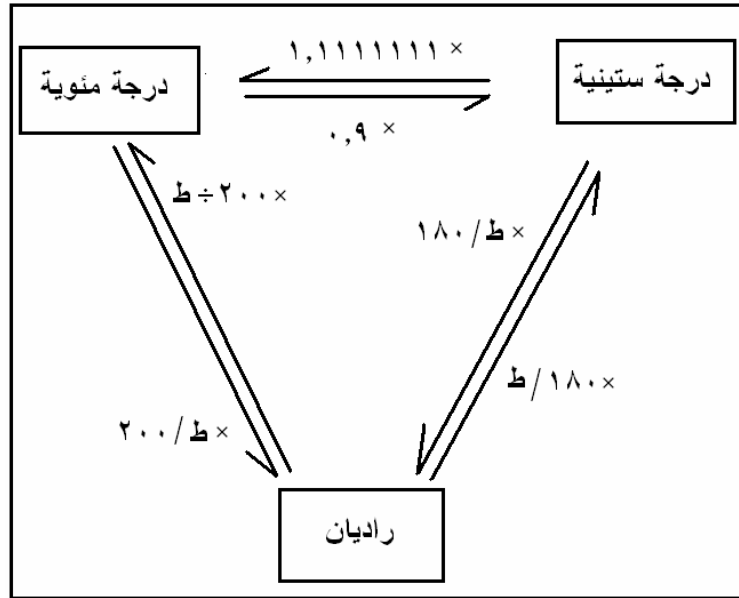 ١,١١١١١١١ ×
درجة ستينية
درجة مئوية
٠,٩ ×
×٢٠٠÷ط
× ط/١٨٠
×١٨٠/ط
× ط/٢٠٠
راديان